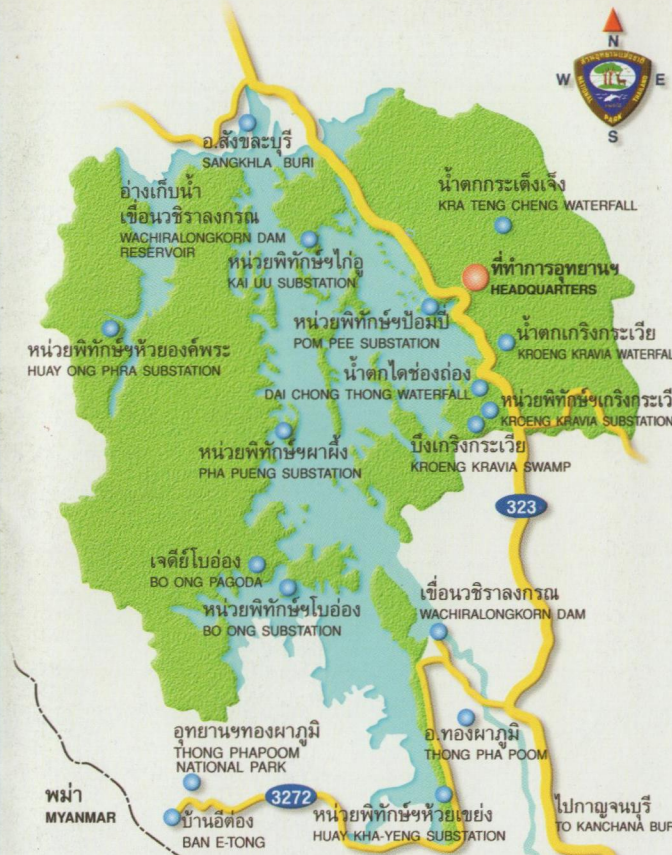 N
W
E
S
อ.สังขละบุรี
SANGKHLA BURI
อ่างเก็บน้ำ
เขื่อนวชิราลงกรณ
WACHIRALONGKORN DAM
RESERVOIR
น้ำตกกระเต็งเจ็ง
KRA TENG CHENG WATERFALL
หน่วยพิทักษ์ฯไก่อู
KAI UU SUBSTATION
ที่ทำการอุทยานฯ
HEADQUARTERS
หน่วยพิทักษ์ฯป้อมปี่
POM PEE SUBSTATION
หน่วยพิทักษ์ฯห้วยองค์พระ
HUAY ONG PHRA SUBSTATION
น้ำตกเกริงกระเวีย
KROENG KRAVIA WATERFAL
น้ำตกไดช่องถ่อง
DAI CHONG THONG WATERFALL
หน่วยพิทักษ์ฯเกริงกระเวี
KROENG KRAVIA SUBSTATION
หน่วยพิทักษ์ฯผาผึ้ง
PHA PUENG SUBSTATION
บึงเกริงกระเวีย
KROENG KRAVIA SWAMP
323
เจดีย์โบอ่อง
BO ONG PAGODA
หน่วยพิทักษ์ฯโบอ่อง
BO ONG SUBSTATION
เขื่อนวชิราลงกรณ
WACHIRALONGKORN DAM
อุทยานฯทองผาภูมิ
THONG PHAPOOM
NATIONAL PARK
อ.ทองผาภูมิ
THONG PHA POOM
พม่า
MYANMAR
3272
บ้านอีต่อง
BAN E-TONG
หน่วยพิทักษ์ฯห้วยเขย่ง
HUAY KHA-YENG SUBSTATION
ไปกาญจนบุรี
TO KANCHANA BUR